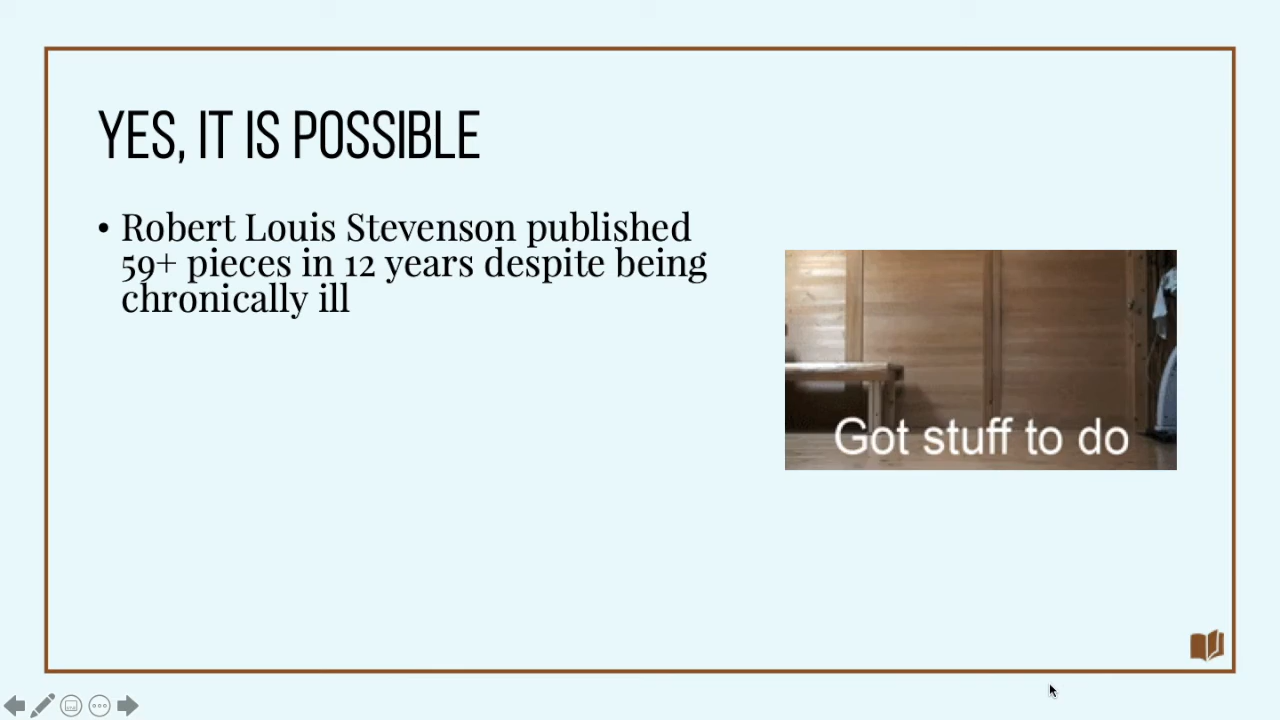 YES, IT IS POSSIBLE
• Robert Louis Stevenson published
59+ pieces in 12 years despite being
chronically ill
Got stuff to do